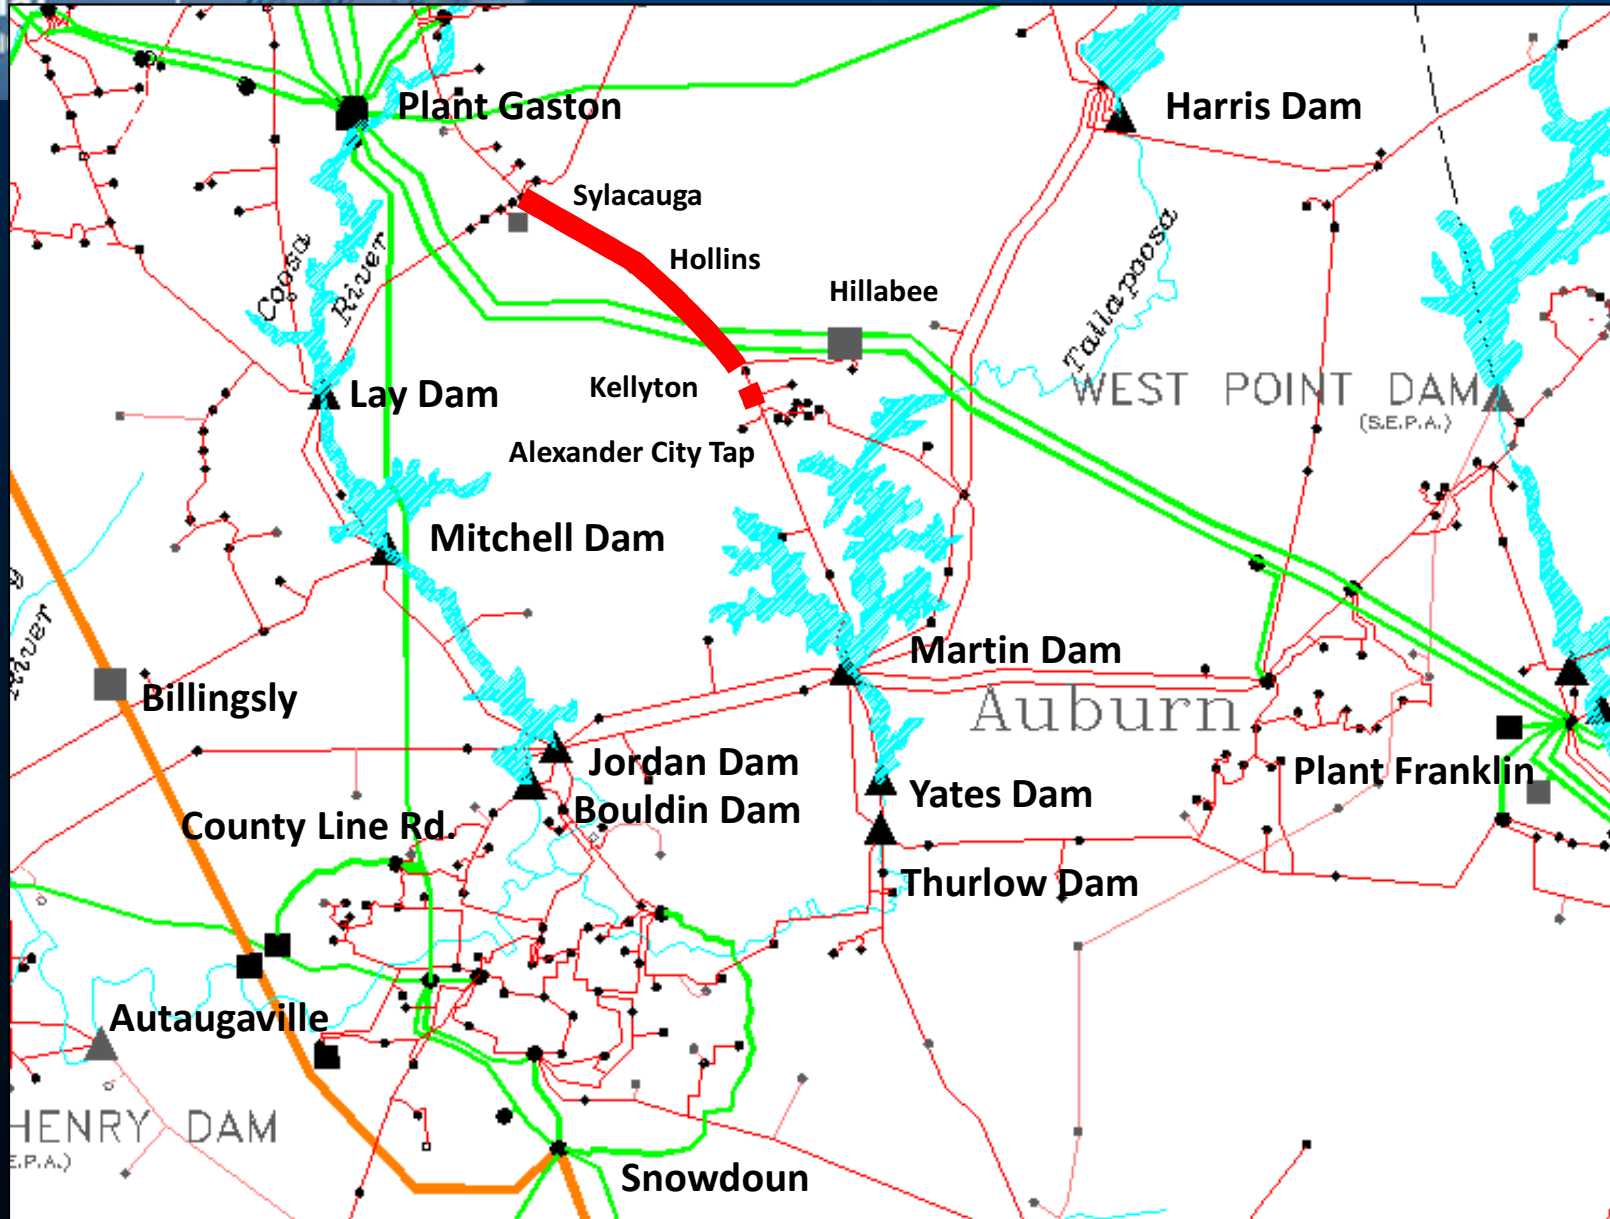 Plant Gaston
Harris Dam
Sylacauga
Hollins
Coosa
River
Hillabee
Tallapoosa
Kellyton
Lay Dam
WEST POINT DAM
(S.E.P.A.)
Alexander City Tap
Mitchell Dam
River
Martin Dam
Billingsly
Auburn
Jordan Dam
Plant Franklin
Bouldin Dam
Yates Dam
County Line Rd.
Thurlow Dam
Autaugaville
HENRY DAM
E.P.A.)
Snowdoun